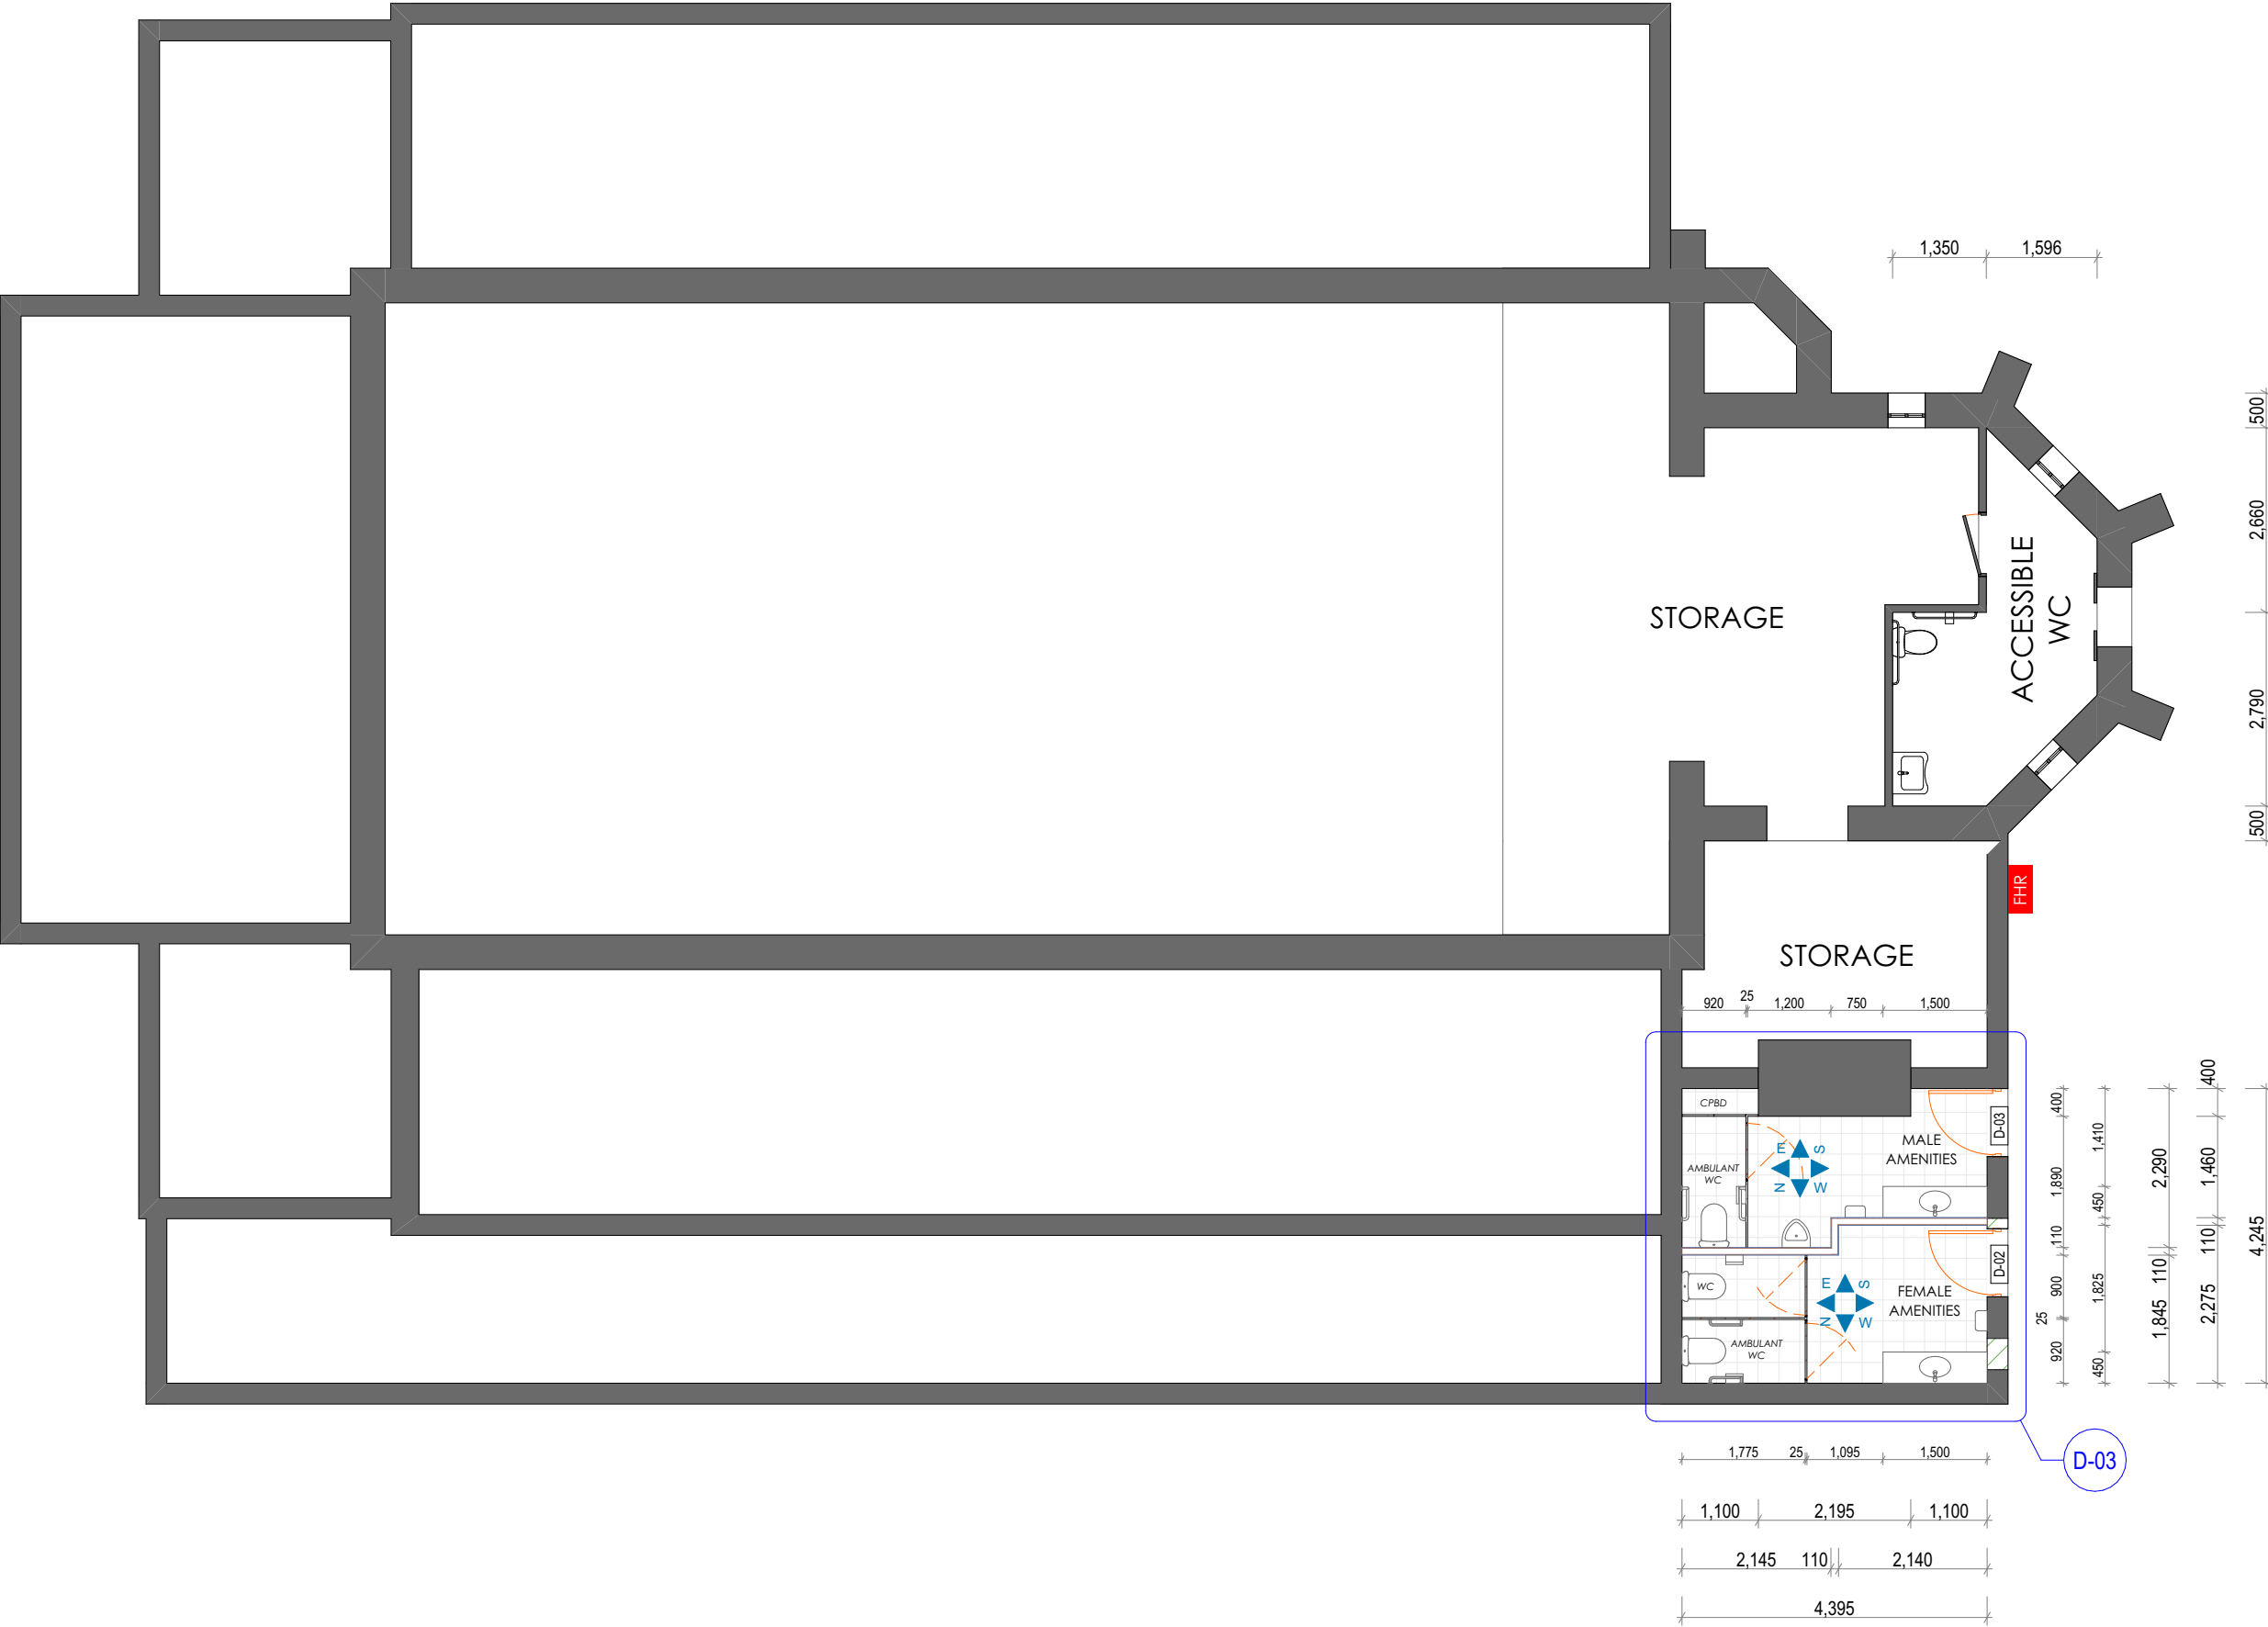 1,350 1,596
500
2,660
2,790
500
STORAGE
ACCESSIBLE
WC
FHR
STORAGE
920 25 1,200 750 1,500
CPBD
AMBULANT
WC
E S
N W
MALE
AMENITIES
D-03
WC
AMBULANT
WC
E S
N W
FEMALE
AMENITIES
D-02
400
1,890
110
900
25
920
1,410
450
1,825
450
2,290
110
1,845
400
1,460
110
2,275
4,245
D-03
1,775 25 1,095 1,500
1,100 2,195 1,100
2,145 110 2,140
4,395